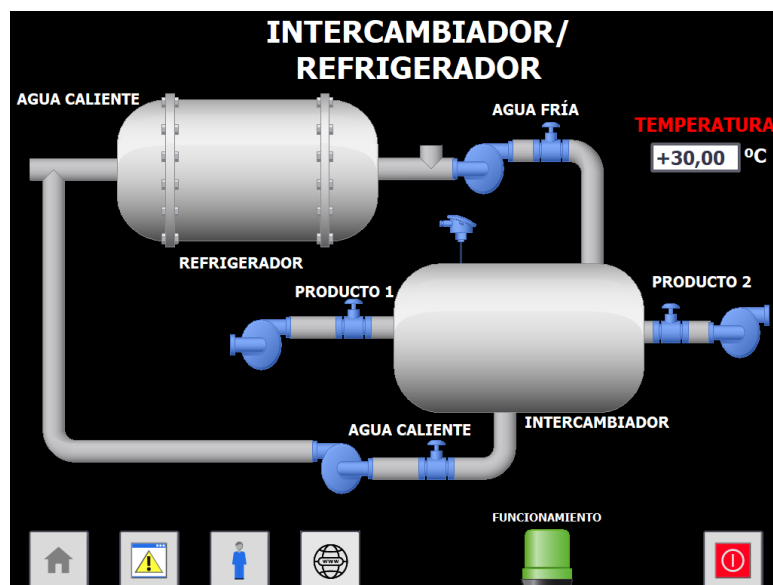 INTERCAMBIADOR/
REFRIGERADOR
AGUA CALIENTE
AGUA FRÍA
TEMPERATURA
+30,00 ºC
REFRIGERADOR
PRODUCTO 1
PRODUCTO 2
AGUA CALIENTE
INTERCAMBIADOR
FUNCIONAMIENTO
WWW